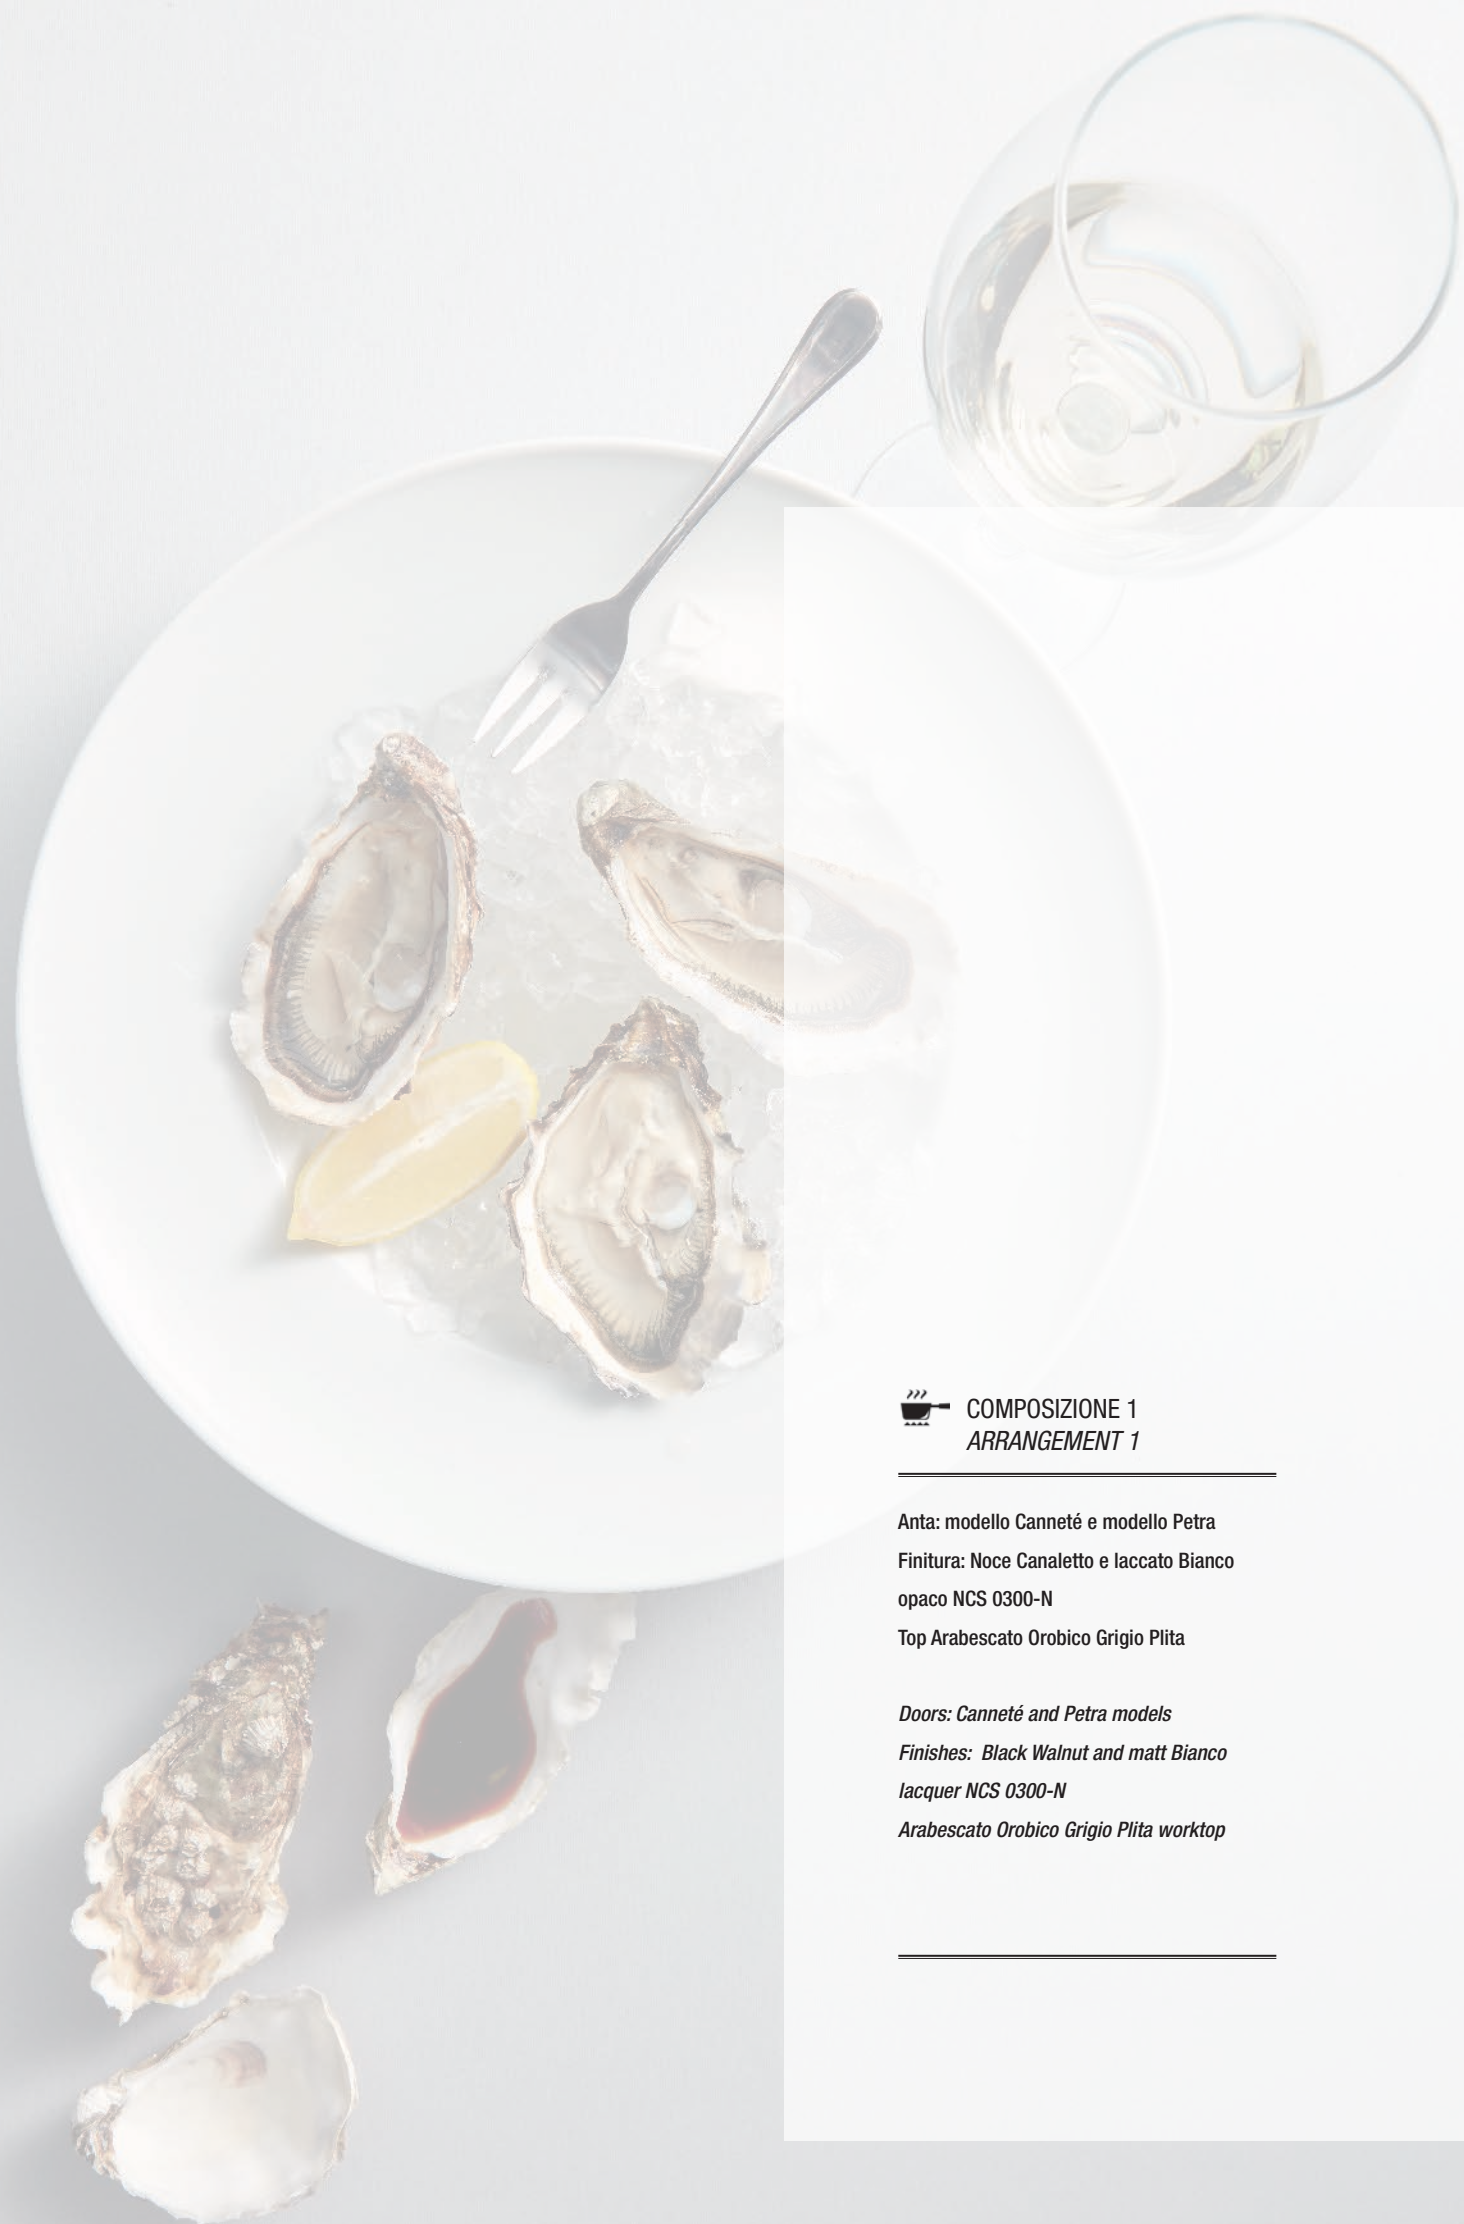 COMPOSIZIONE 1
ARRANGEMENT 1
Anta: modello Canneté e modello Petra
Finitura: Noce Canaletto e laccato Bianco
opaco NCS 0300-N
Top Arabescato Orobico Grigio Plita
Doors: Canneté and Petra models
Finishes:  Black Walnut and matt Bianco
lacquer NCS 0300-N
Arabescato Orobico Grigio Plita worktop